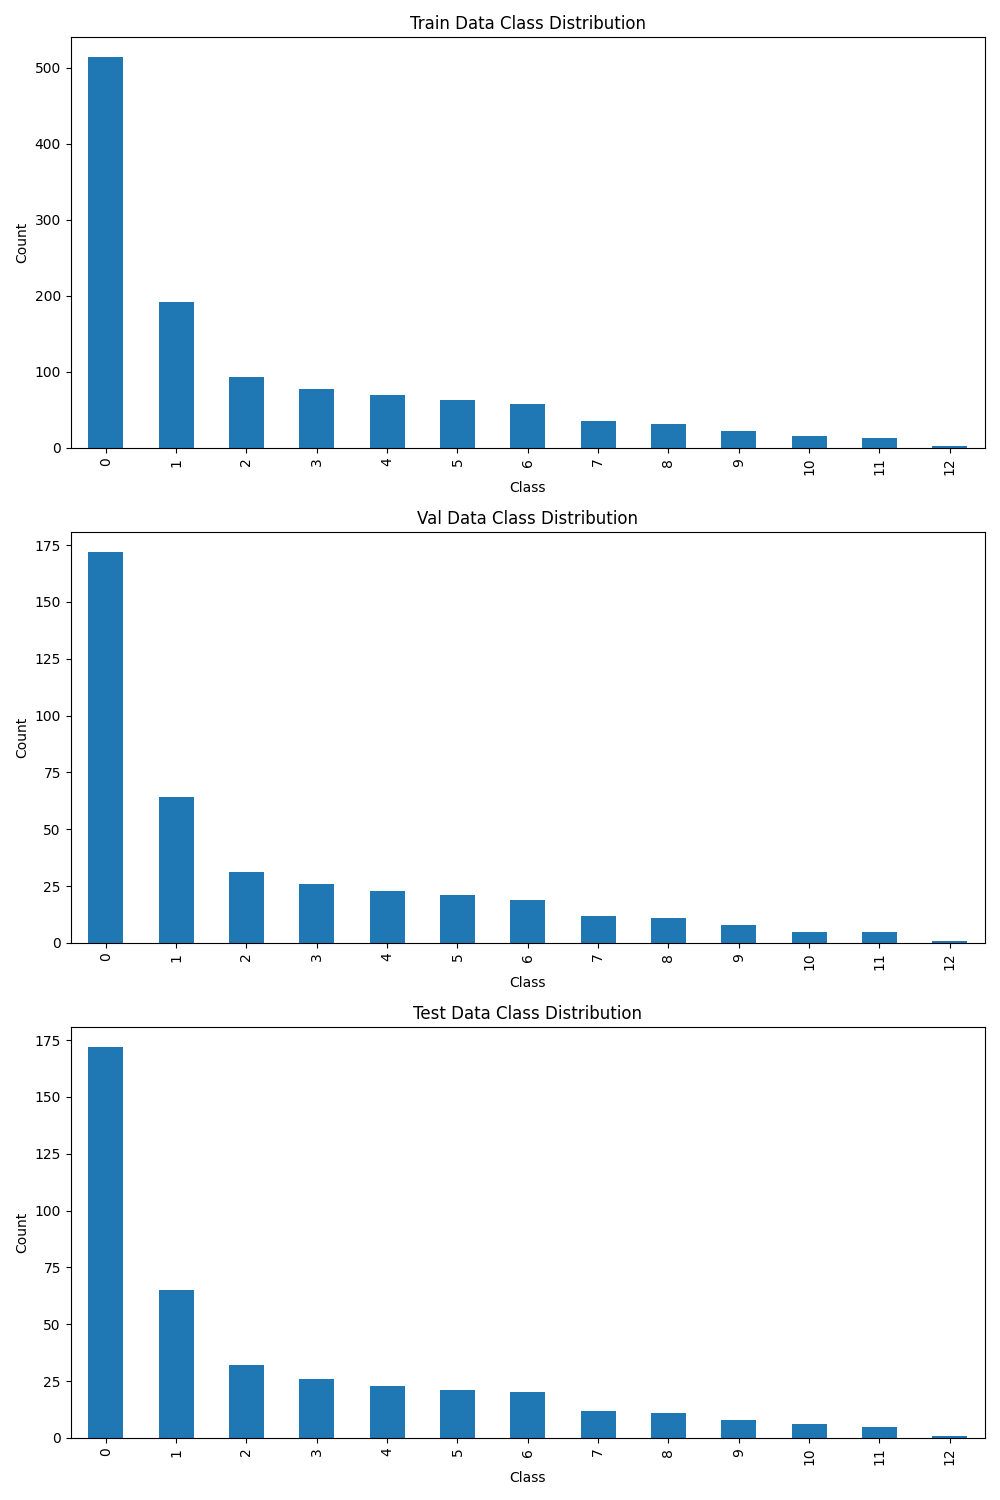 Train Data Class Distribution
500
400
300
200
100
0
Count
0 1 2 3 4 5 6 7 8 9 10 11 12
Class
Val Data Class Distribution
175
150
125
100
75
50
25
0
Count
0 1 2 3 4 5 6 7 8 9 10 11 12
Class
Test Data Class Distribution
175
150
125
100
75
50
25
0
Count
0 1 2 3 4 5 6 7 8 9 10 11 12
Class